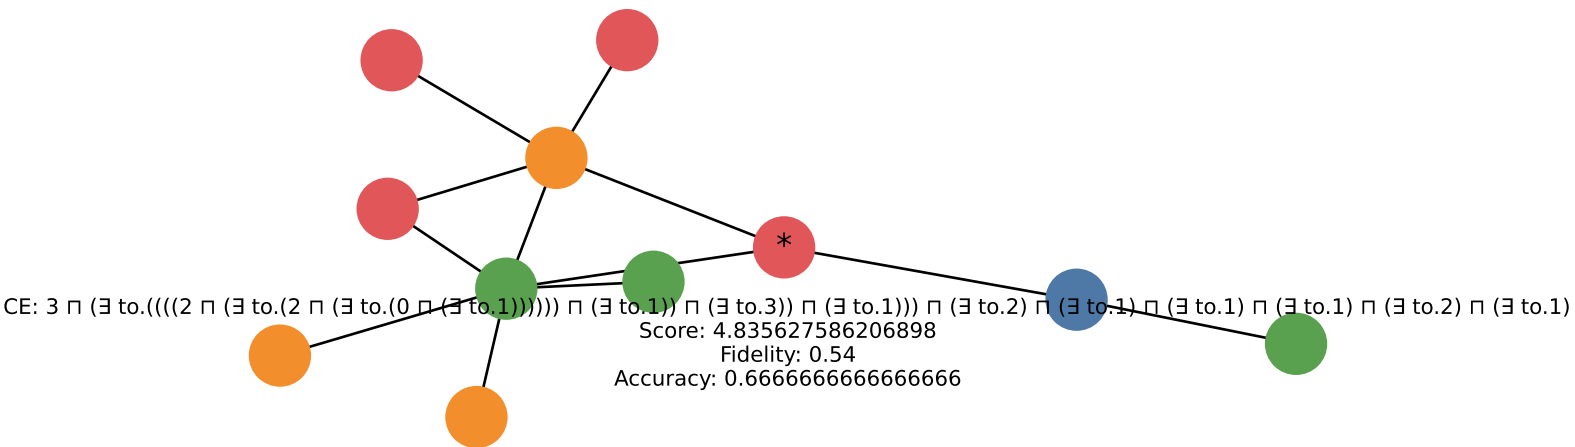 *
CE: 3 ⊓ (∃ to.((((2 ⊓ (∃ to.(2 ⊓ (∃ to.(0 ⊓ (∃ to.1)))))) ⊓ (∃ to.1)) ⊓ (∃ to.3)) ⊓ (∃ to.1))) ⊓ (∃ to.2) ⊓ (∃ to.1) ⊓ (∃ to.1) ⊓ (∃ to.1) ⊓ (∃ to.2) ⊓ (∃ to.1)
Score: 4.835627586206898
Fidelity: 0.54
Accuracy: 0.6666666666666666